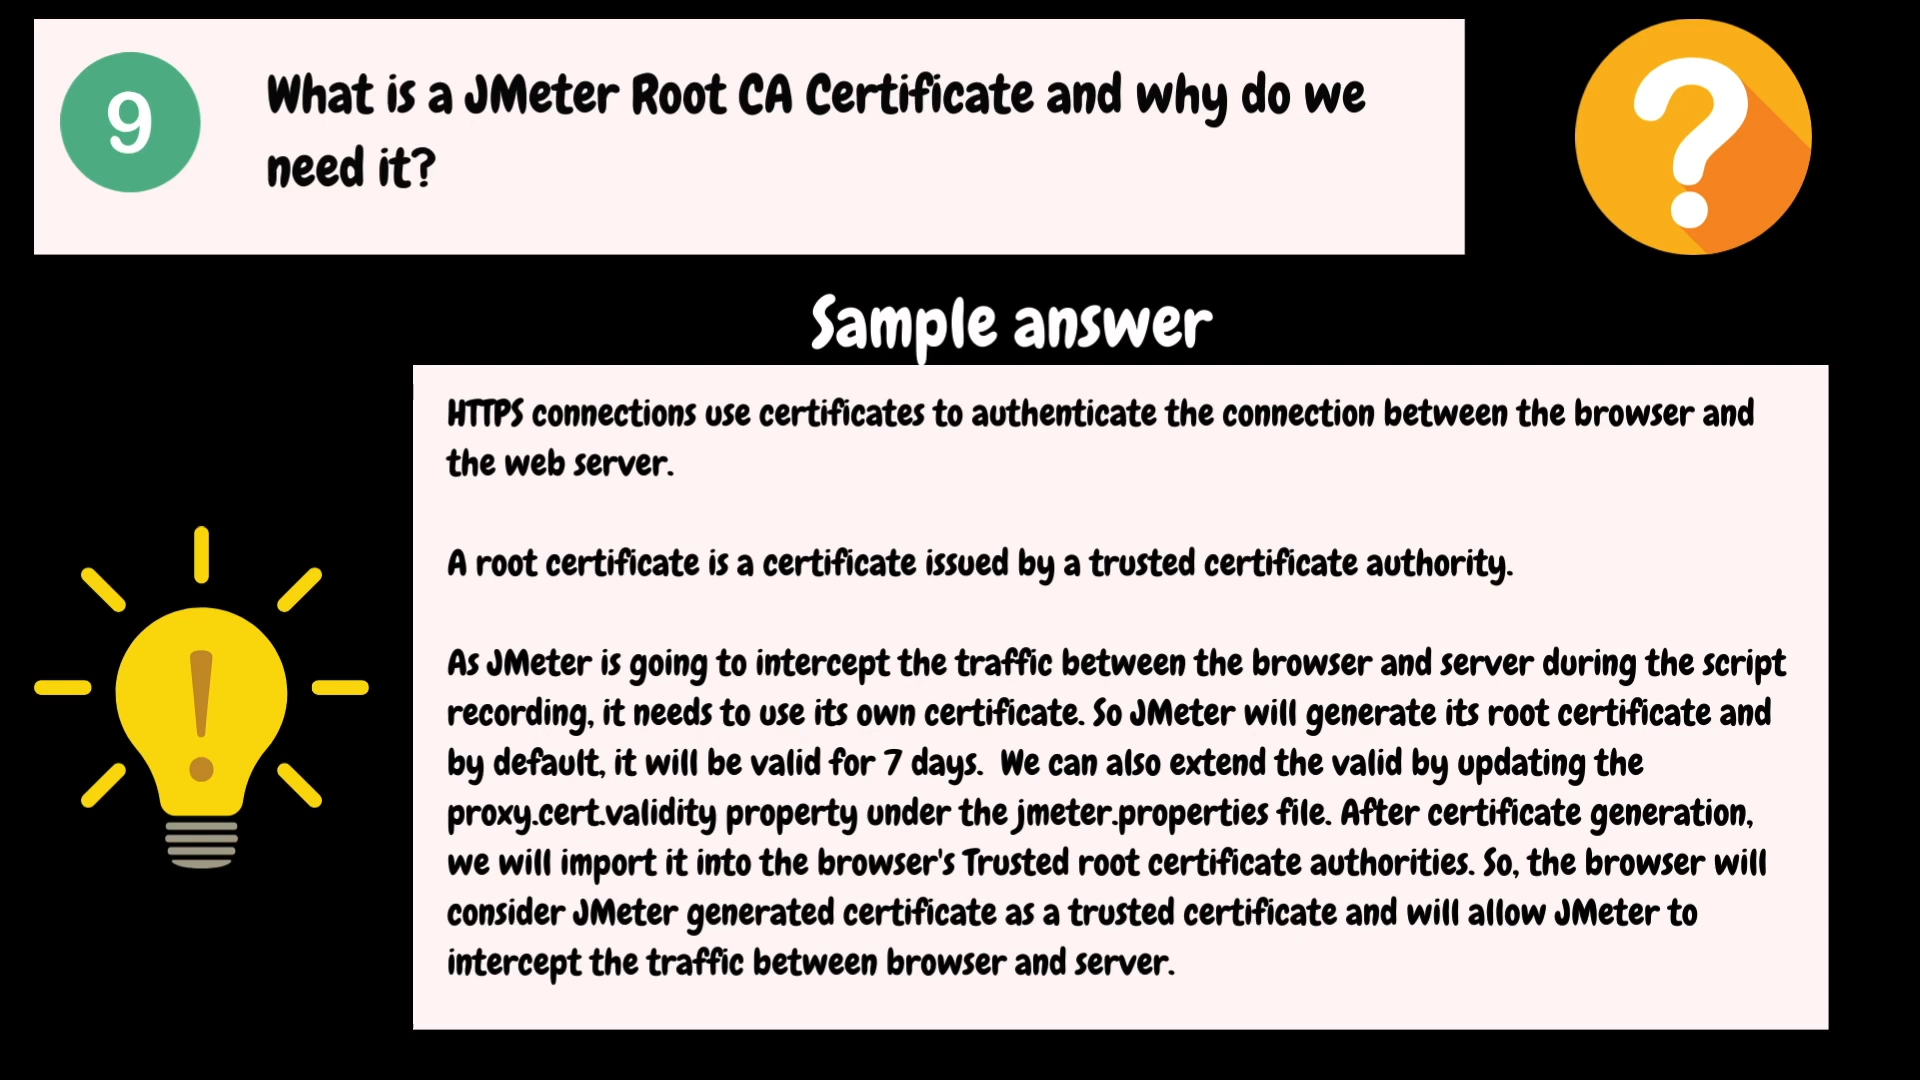 9
What is a JMeter Root CA Certificate and why do we
need it?
?
Sample answer
HTTPS connections use certificates to authenticate the connection between the browser and
the web server.
A root certificate is a certificate issued by a trusted certificate authority.
As JMeter is going to intercept the traffic between the browser and server during the script
recording, it needs to use its own certificate. So JMeter will generate its root certificate and
by default, it will be valid for 7 days.  We can also extend the valid by updating the
proxy.cert.validity property under the jmeter.properties file. After certificate generation,
we will import it into the browser's Trusted root certificate authorities. So, the browser will
consider JMeter generated certificate as a trusted certificate and will allow JMeter to
intercept the traffic between browser and server.
!